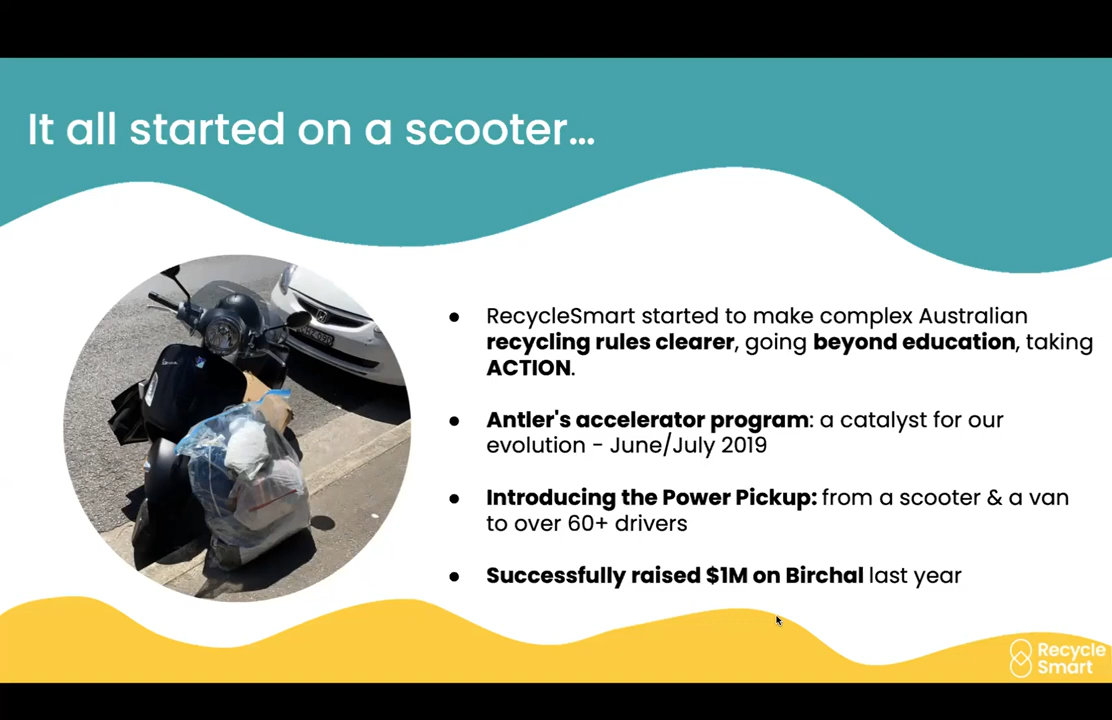 It all started on a scooter...
● RecycleSmart started to make complex Australian
recycling rules clearer, going beyond education, taking
ACTION.
● Antler's accelerator program: a catalyst for our
evolution - June/July 2019
● Introducing the Power Pickup: from a scooter & a van
to over 60+ drivers
● Successfully raised $1M on Birchal last year
Recycle
Smart